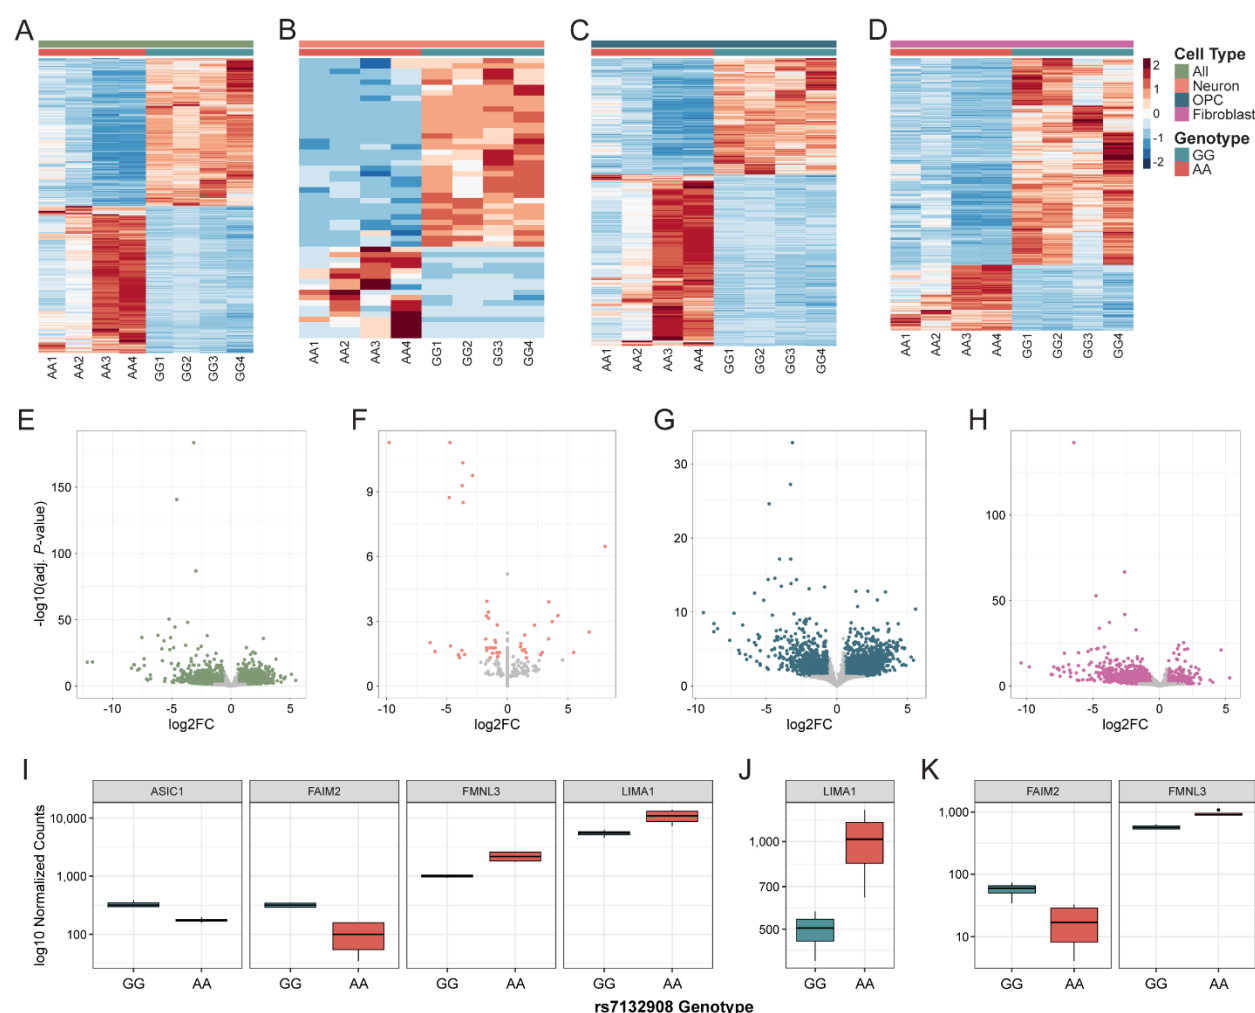 A
B
C
D
Cell Type
All
Neuron
OPC
Fibroblast
Genotype
GG
AA
2
1
0
-1
-2
AA1 AA2 AA3 AA4 GG1 GG2 GG3 GG4
AA1 AA2 AA3 AA4 GG1 GG2 GG3 GG4
AA1 AA2 AA3 AA4 GG1 GG2 GG3 GG4
AA1 AA2 AA3 AA4 GG1 GG2 GG3 GG4
E
-log10(adj. P-value)
150
100
50
0
-10 -5 0 5
log2FC
F
9
6
3
0
-10 -5 0 5
log2FC
G
30
20
10
0
-10 -5 0 5
log2FC
H
100
50
0
-10 -5 0 5
log2FC
I
log10 Normalized Counts
ASIC1 FAIM2 FMNL3 LIMA1
10,000
1,000
100
GG AA GG AA GG AA GG AA
J
LIMA1
1,000
700
500
GG AA
K
FAIM2 FMNL3
1,000
100
10
GG AA GG AA
rs7132908 Genotype